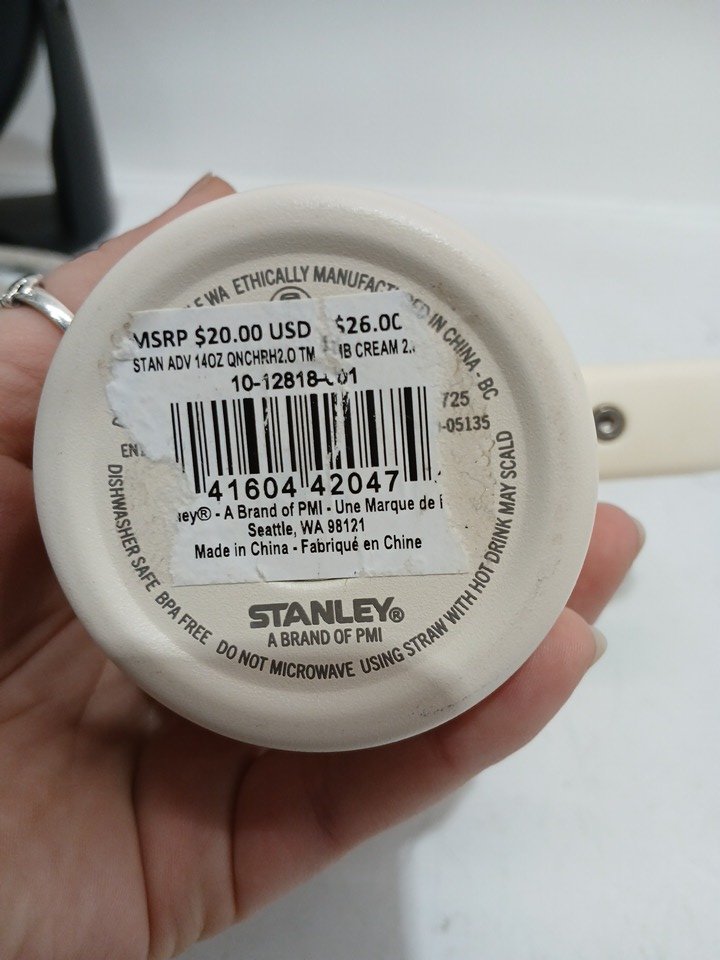 WA ETHICALLY MANUFACTURED IN CHINA - BC
MSRP $20.00 USD $26.00
STAN ADV 14OZ QNCHRH2.O TM CREAM
10-12818-001
41604 42047
725
-05135
- A Brand of PMI - Une Marque de
Seattle, WA 98121
Made in China - Fabriqué en Chine
STANLEY®
A BRAND OF PMI
DISHWASHER SAFE BPA FREE DO NOT MICROWAVE USING STRAW WITH HOT DRINK MAY SCALD